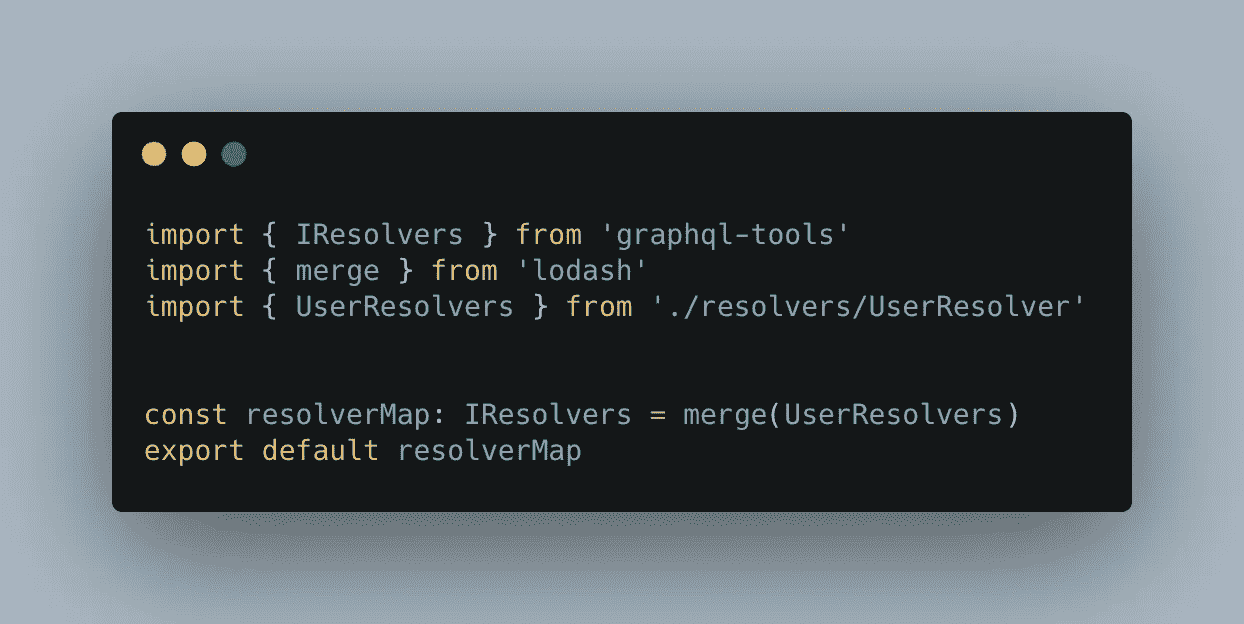 import { IResolvers } from 'graphql-tools'
import { merge } from 'lodash'
import { UserResolvers } from './resolvers/UserResolver'
const resolverMap: IResolvers = merge(UserResolvers)
export default resolverMap